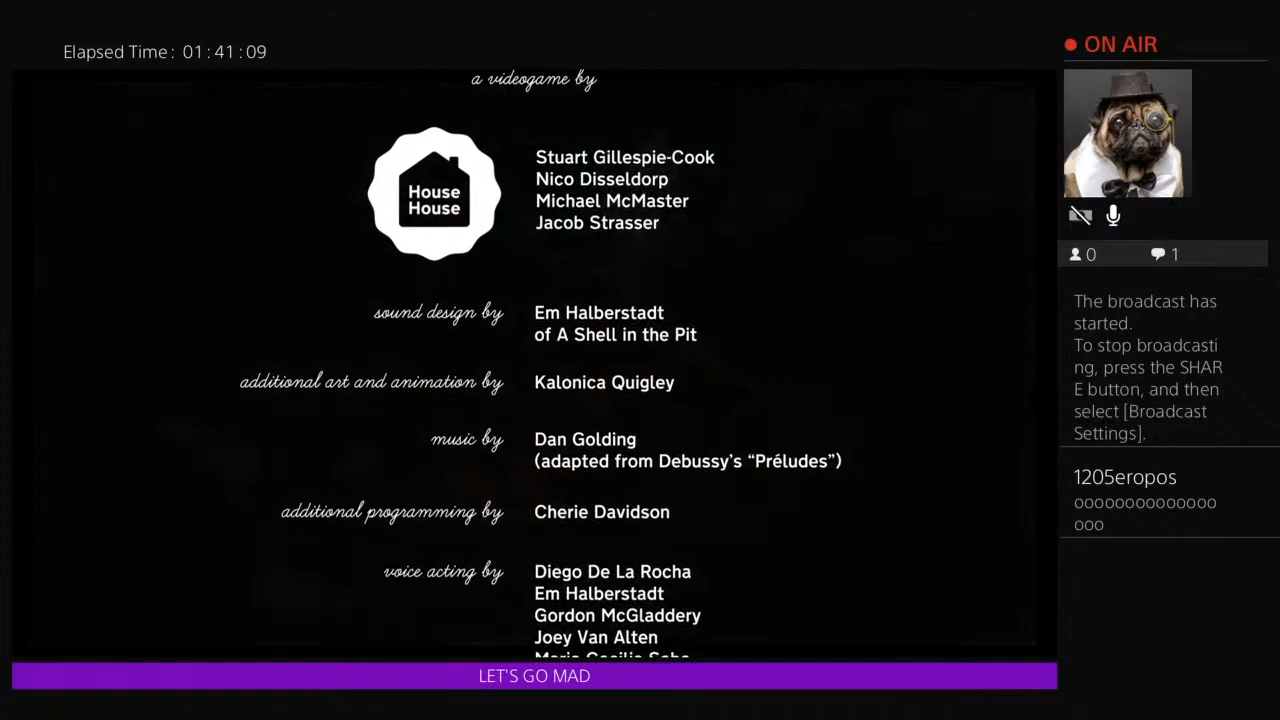 Elapsed Time: 01:41:09
ON AIR
a videogame by
House
House
Stuart Gillespie-Cook
Nico Disseldorp
Michael McMaster
Jacob Strasser
sound design by
Em Halberstadt
of A Shell in the Pit
additional art and animation by
Kalonica Quigley
music by
Dan Golding
(adapted from Debussy's “Préludes”)
additional programming by
Cherie Davidson
voice acting by
Diego De La Rocha
Em Halberstadt
Gordon McGladdery
Joey Van Alten
LET'S GO MAD
0
1
The broadcast has
started.
To stop broadcasti
ng, press the SHAR
E button, and then
select [Broadcast
Settings].
1205eropos
oooooooooooooo
ooo